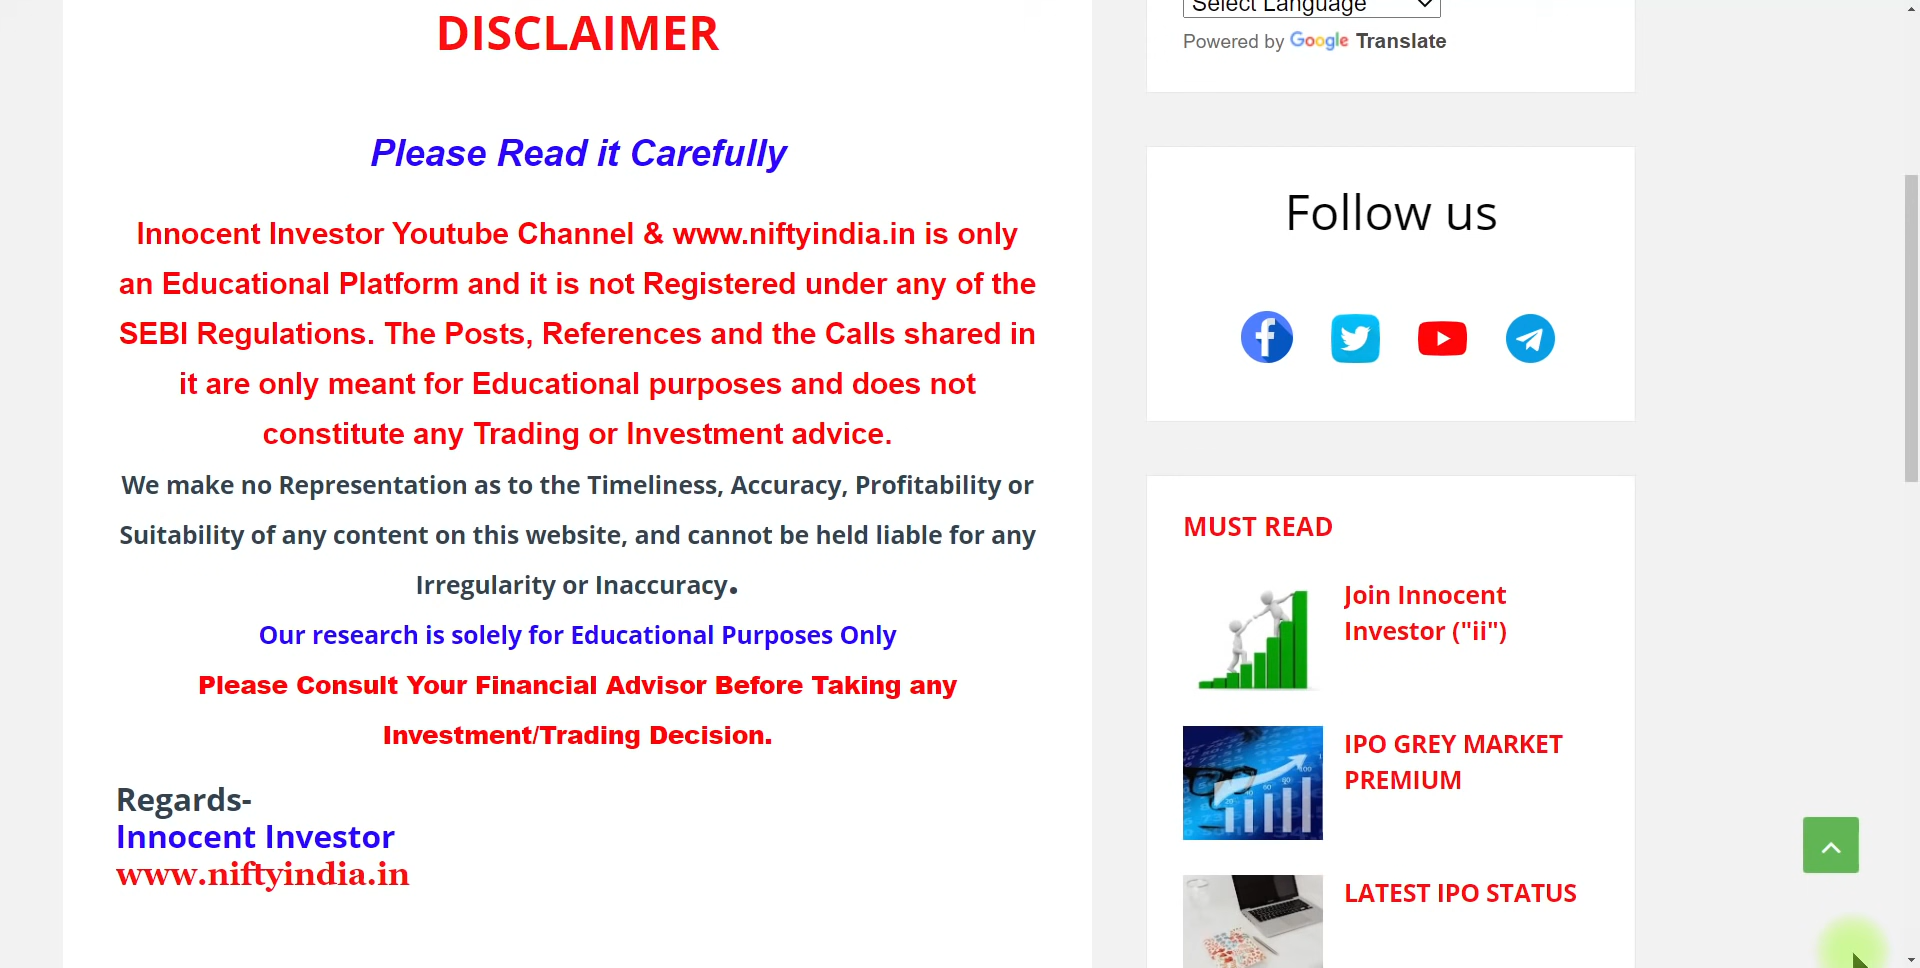 DISCLAIMER
Please Read it Carefully
Innocent Investor Youtube Channel & www.niftyindia.in is only
an Educational Platform and it is not Registered under any of the
SEBI Regulations. The Posts, References and the Calls shared in
it are only meant for Educational purposes and does not
constitute any Trading or Investment advice.
We make no Representation as to the Timeliness, Accuracy, Profitability or
Suitability of any content on this website, and cannot be held liable for any
Irregularity or Inaccuracy.
Our research is solely for Educational Purposes Only
Please Consult Your Financial Advisor Before Taking any
Investment/Trading Decision.
Regards-
Innocent Investor
www.niftyindia.in
Select Language
Powered by Google Translate
Follow us
MUST READ
Join Innocent
Investor ("ii")
IPO GREY MARKET
PREMIUM
20 40 60 80 100
LATEST IPO STATUS